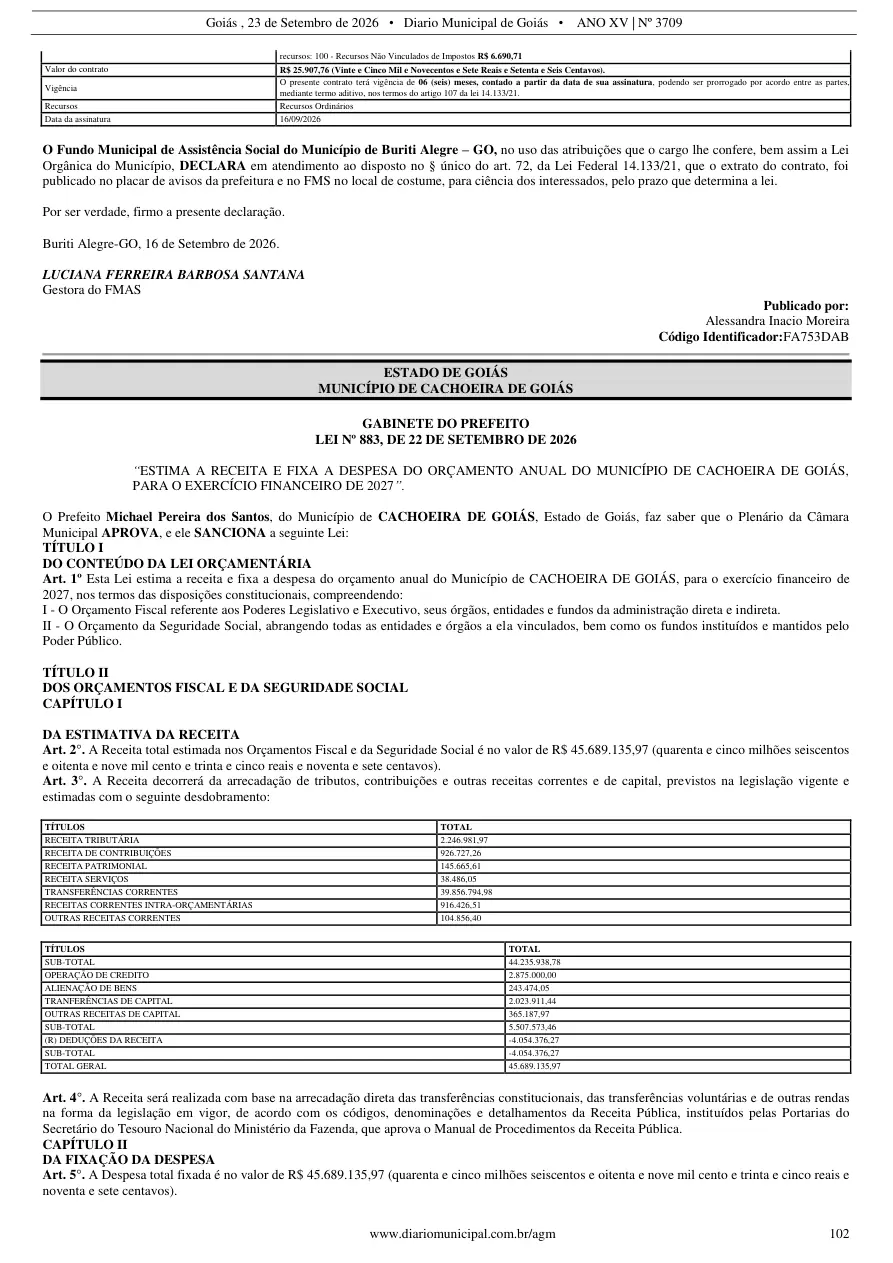 Goiás , 23 de Setembro de 2026 • Diario Municipal de Goiás • ANO XV | Nº 3709
recursos: 100 - Recursos Não Vinculados de Impostos R$ 6.690,71
Valor do contrato R$ 25.907,76 (Vinte e Cinco Mil e Novecentos e Sete Reais e Setenta e Seis Centavos).
Vigência O presente contrato terá vigência de 06 (seis) meses, contado a partir da data de sua assinatura, podendo ser prorrogado por acordo entre as partes,
mediante termo aditivo, nos termos do artigo 107 da lei 14.133/21.
Recursos Recursos Ordinários
Data da assinatura 16/09/2026
O Fundo Municipal de Assistência Social do Município de Buriti Alegre – GO, no uso das atribuições que o cargo lhe confere, bem assim a Lei
Orgânica do Município, DECLARA em atendimento ao disposto no § único do art. 72, da Lei Federal 14.133/21, que o extrato do contrato, foi
publicado no placar de avisos da prefeitura e no FMS no local de costume, para ciência dos interessados, pelo prazo que determina a lei.
Por ser verdade, firmo a presente declaração.
Buriti Alegre-GO, 16 de Setembro de 2026.
LUCIANA FERREIRA BARBOSA SANTANA
Gestora do FMAS
Publicado por:
Alessandra Inacio Moreira
Código Identificador:FA753DAB
ESTADO DE GOIÁS
MUNICÍPIO DE CACHOEIRA DE GOIÁS
GABINETE DO PREFEITO
LEI Nº 883, DE 22 DE SETEMBRO DE 2026
“ESTIMA A RECEITA E FIXA A DESPESA DO ORÇAMENTO ANUAL DO MUNICÍPIO DE CACHOEIRA DE GOIÁS,
PARA O EXERCÍCIO FINANCEIRO DE 2027”.
O Prefeito Michael Pereira dos Santos, do Município de CACHOEIRA DE GOIÁS, Estado de Goiás, faz saber que o Plenário da Câmara
Municipal APROVA, e ele SANCIONA a seguinte Lei:
TÍTULO I
DO CONTEÚDO DA LEI ORÇAMENTÁRIA
Art. 1º Esta Lei estima a receita e fixa a despesa do orçamento anual do Município de CACHOEIRA DE GOIÁS, para o exercício financeiro de
2027, nos termos das disposições constitucionais, compreendendo:
I - O Orçamento Fiscal referente aos Poderes Legislativo e Executivo, seus órgãos, entidades e fundos da administração direta e indireta.
II - O Orçamento da Seguridade Social, abrangendo todas as entidades e órgãos a ela vinculados, bem como os fundos instituídos e mantidos pelo
Poder Público.
TÍTULO II
DOS ORÇAMENTOS FISCAL E DA SEGURIDADE SOCIAL
CAPÍTULO I
DA ESTIMATIVA DA RECEITA
Art. 2°. A Receita total estimada nos Orçamentos Fiscal e da Seguridade Social é no valor de R$ 45.689.135,97 (quarenta e cinco milhões seiscentos
e oitenta e nove mil cento e trinta e cinco reais e noventa e sete centavos).
Art. 3°. A Receita decorrerá da arrecadação de tributos, contribuições e outras receitas correntes e de capital, previstos na legislação vigente e
estimadas com o seguinte desdobramento:
TÍTULOS TOTAL
RECEITA TRIBUTÁRIA 2.246.981,97
RECEITA DE CONTRIBUIÇÕES 926.727,26
RECEITA PATRIMONIAL 145.665,61
RECEITA SERVIÇOS 38.486,05
TRANSFERÊNCIAS CORRENTES 39.856.794,98
RECEITAS CORRENTES INTRA-ORÇAMENTÁRIAS 916.426,51
OUTRAS RECEITAS CORRENTES 104.856,40
TÍTULOS TOTAL
SUB-TOTAL 44.235.938,78
OPERAÇÃO DE CREDITO 2.875.000,00
ALIENAÇÃO DE BENS 243.474,05
TRANFERÊNCIAS DE CAPITAL 2.023.911,44
OUTRAS RECEITAS DE CAPITAL 365.187,97
SUB-TOTAL 5.507.573,46
(R) DEDUÇÕES DA RECEITA -4.054.376,27
SUB-TOTAL -4.054.376,27
TOTAL GERAL 45.689.135,97
Art. 4°. A Receita será realizada com base na arrecadação direta das transferências constitucionais, das transferências voluntárias e de outras rendas
na forma da legislação em vigor, de acordo com os códigos, denominações e detalhamentos da Receita Pública, instituídos pelas Portarias do
Secretário do Tesouro Nacional do Ministério da Fazenda, que aprova o Manual de Procedimentos da Receita Pública.
CAPÍTULO II
DA FIXAÇÃO DA DESPESA
Art. 5°. A Despesa total fixada é no valor de R$ 45.689.135,97 (quarenta e cinco milhões seiscentos e oitenta e nove mil cento e trinta e cinco reais e
noventa e sete centavos).
www.diariomunicipal.com.br/agm 102